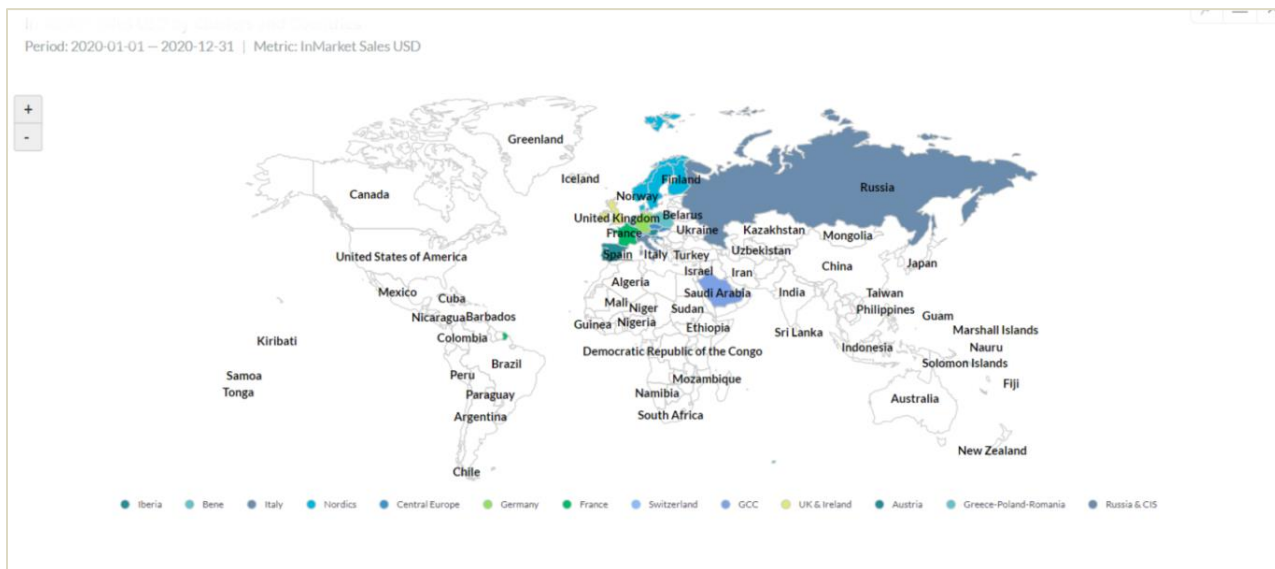 Period: 2020-01-01 — 2020-12-31 | Metric: InMarket Sales USD
+
-
Greenland
Iceland
Canada
Norway
Finland
Russia
United Kingdom
Belarus
France
Ukraine
Kazakhstan
Mongolia
United States of America
Spain
Italy
Turkey
Uzbekistan
Japan
China
Israel
Iran
Algeria
Mexico
Cuba
Mali
Niger
Sudan
Saudi Arabia
India
Taiwan
Nicaragua
Barbados
Guinea
Nigeria
Ethiopia
Sri Lanka
Philippines
Guam
Marshall Islands
Kiribati
Colombia
Democratic Republic of the Congo
Indonesia
Nauru
Solomon Islands
Samoa
Peru
Brazil
Mozambique
Fiji
Tonga
Paraguay
Namibia
Australia
Argentina
South Africa
New Zealand
Chile
Iberia Bene Italy Nordics Central Europe Germany France Switzerland GCC UK & Ireland Austria Greece-Poland-Romania Russia & CIS